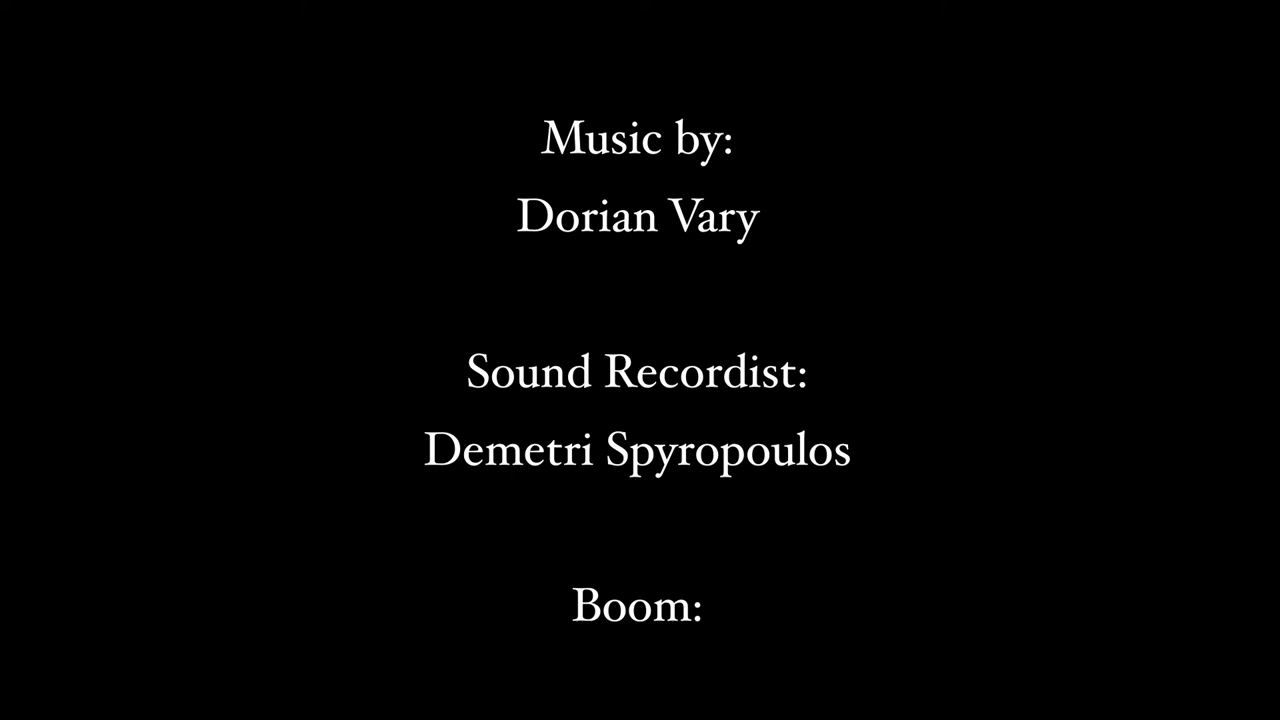 Music by:
Dorian Vary
Sound Recordist:
Demetri Spyropoulos
Boom: